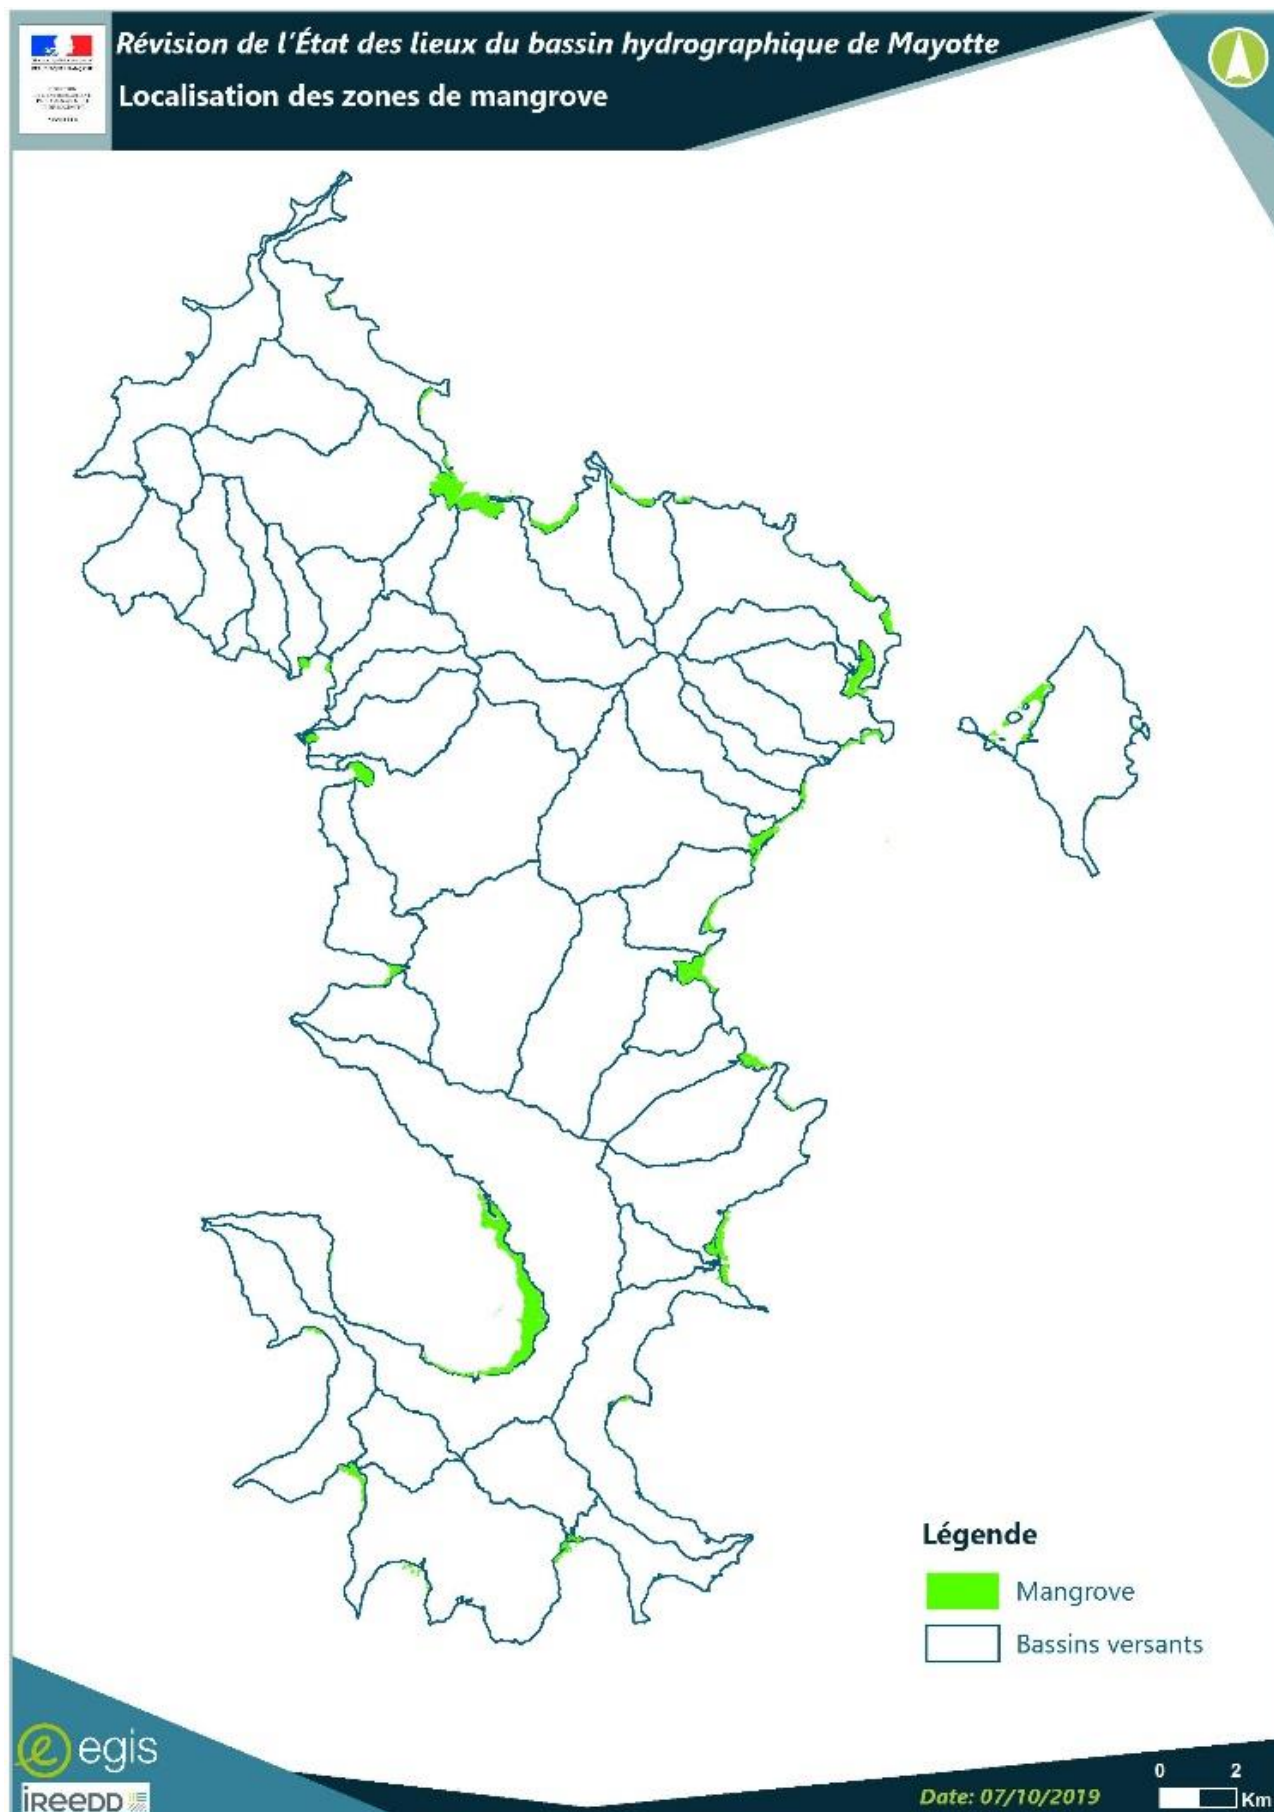 Révision de l'État des lieux du bassin hydrographique de Mayotte
Localisation des zones de mangrove
Légende
Mangrove
Bassins versants
egis
iREEDD
Date: 07/10/2019
0 2
Km